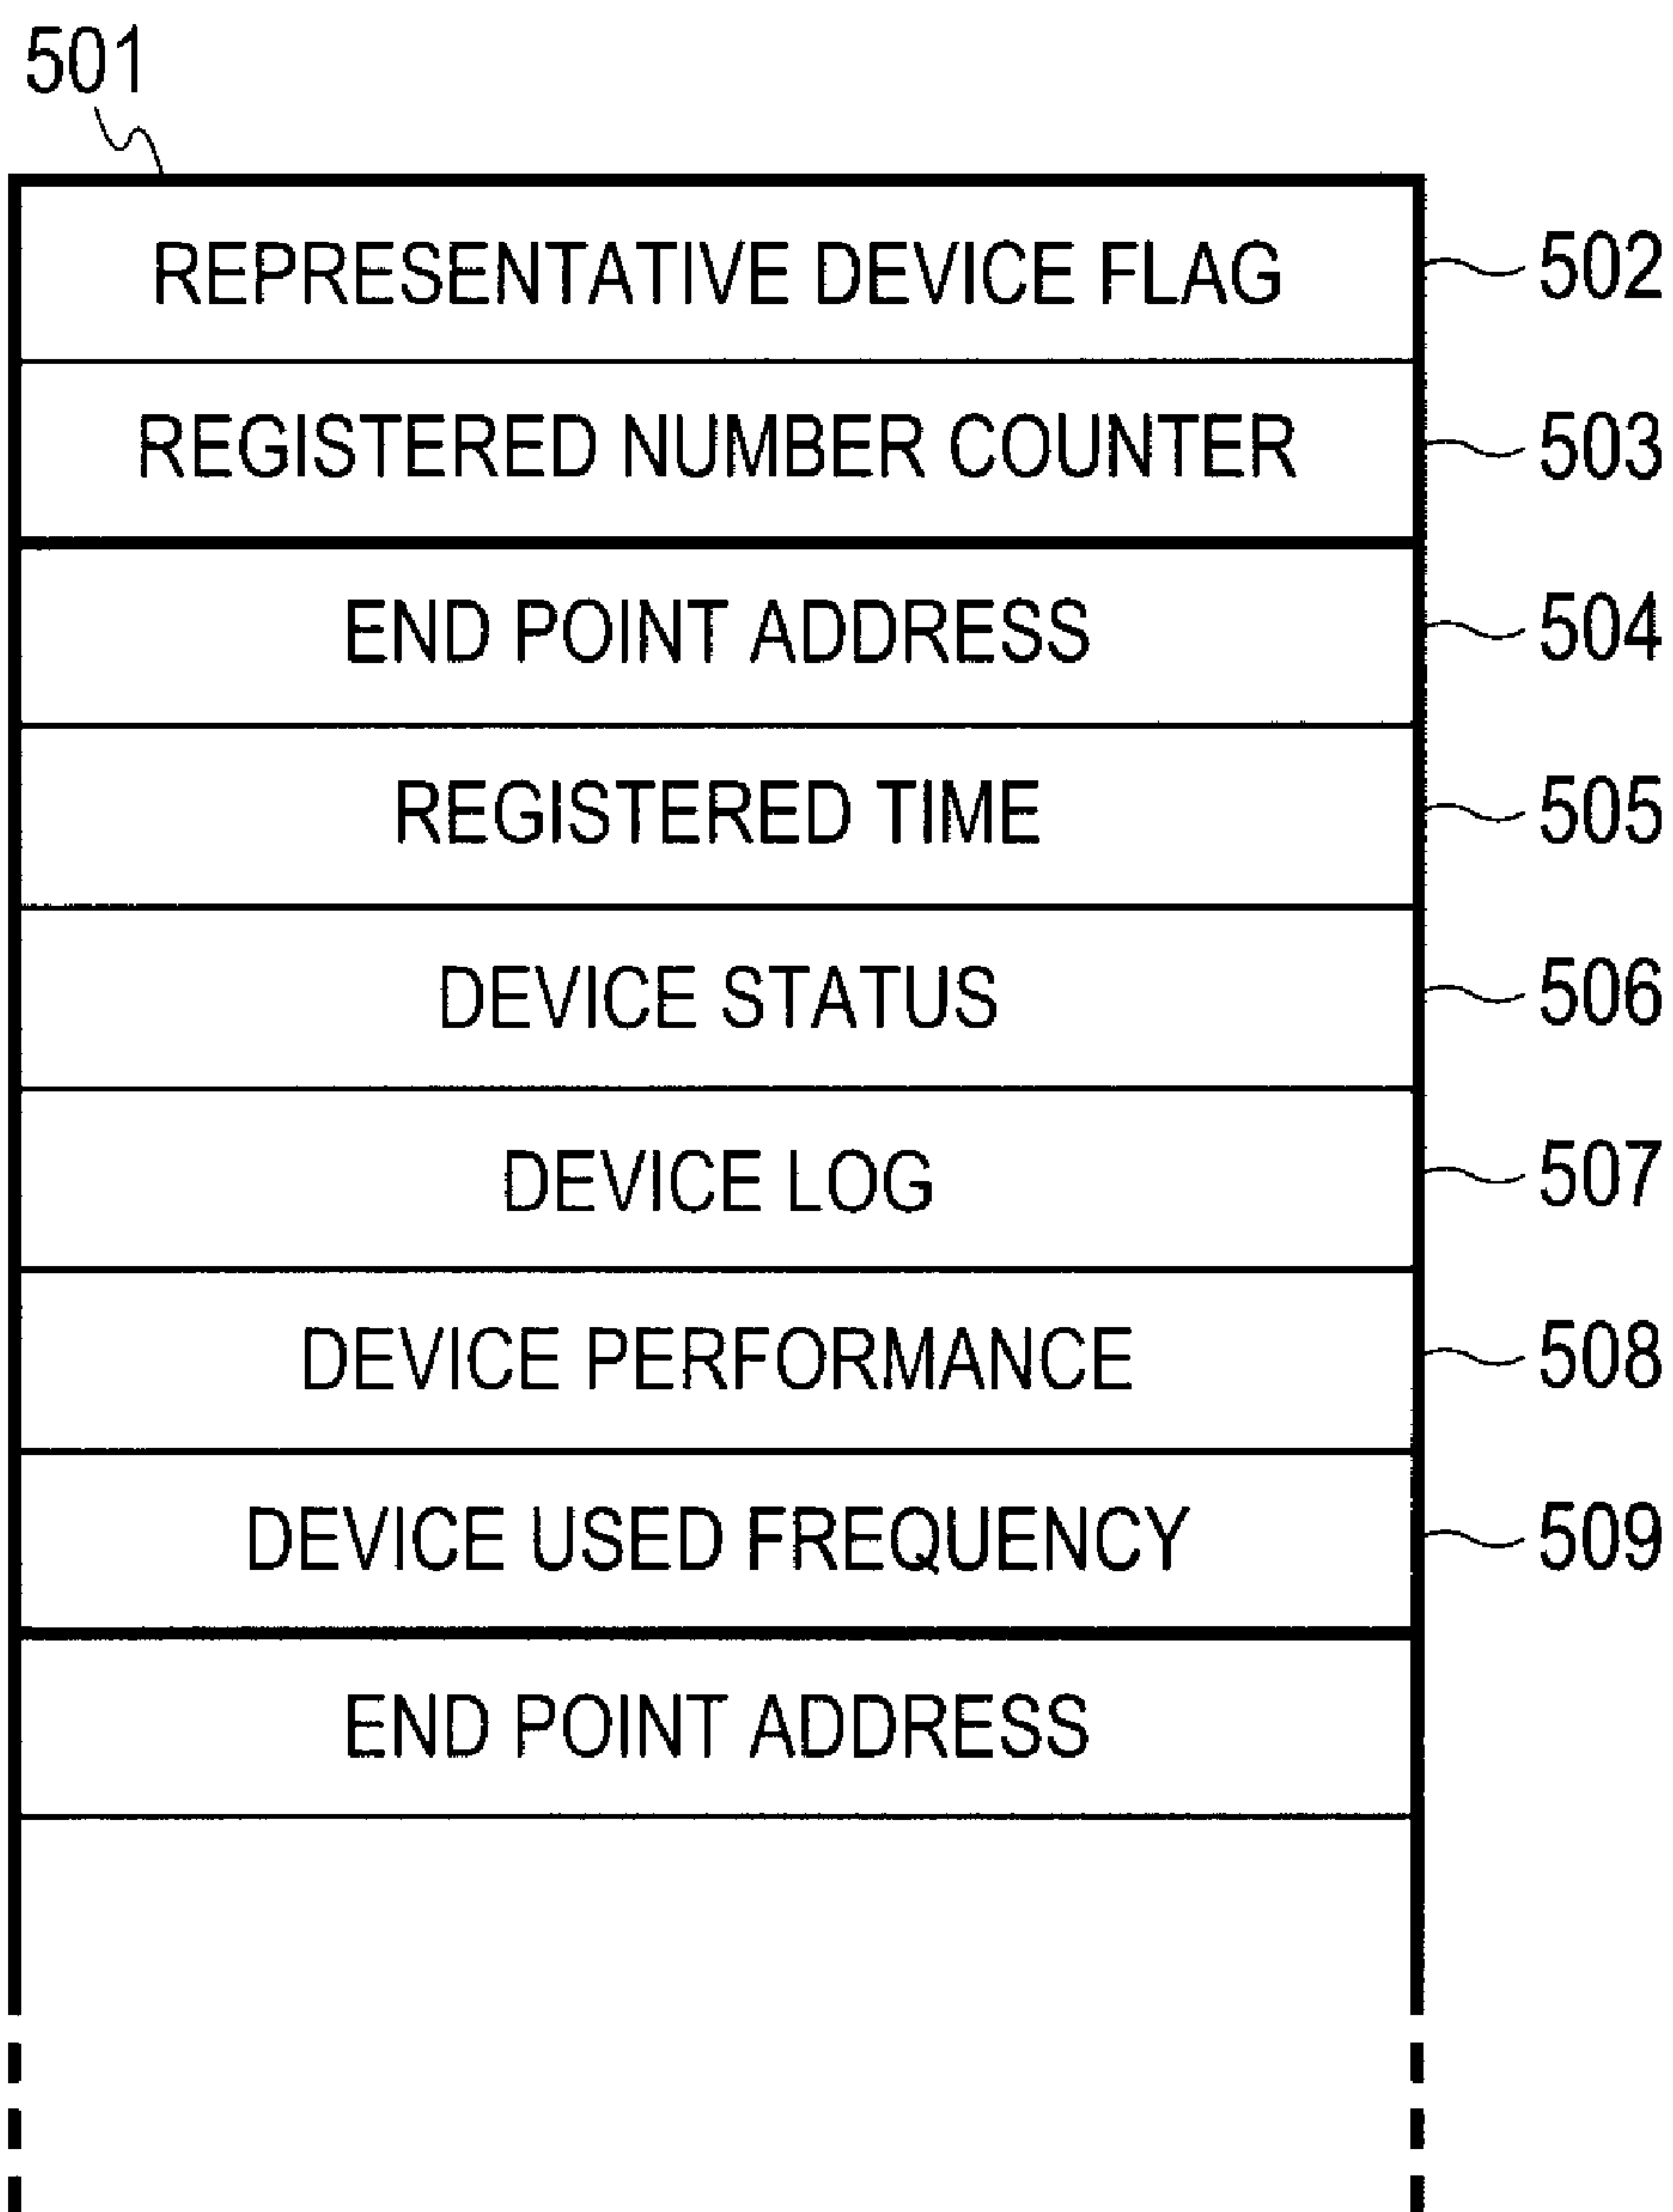 501
REPRESENTATIVE DEVICE FLAG 502
REGISTERED NUMBER COUNTER 503
END POINT ADDRESS 504
REGISTERED TIME 505
DEVICE STATUS 506
DEVICE LOG 507
DEVICE PERFORMANCE 508
DEVICE USED FREQUENCY 509
END POINT ADDRESS